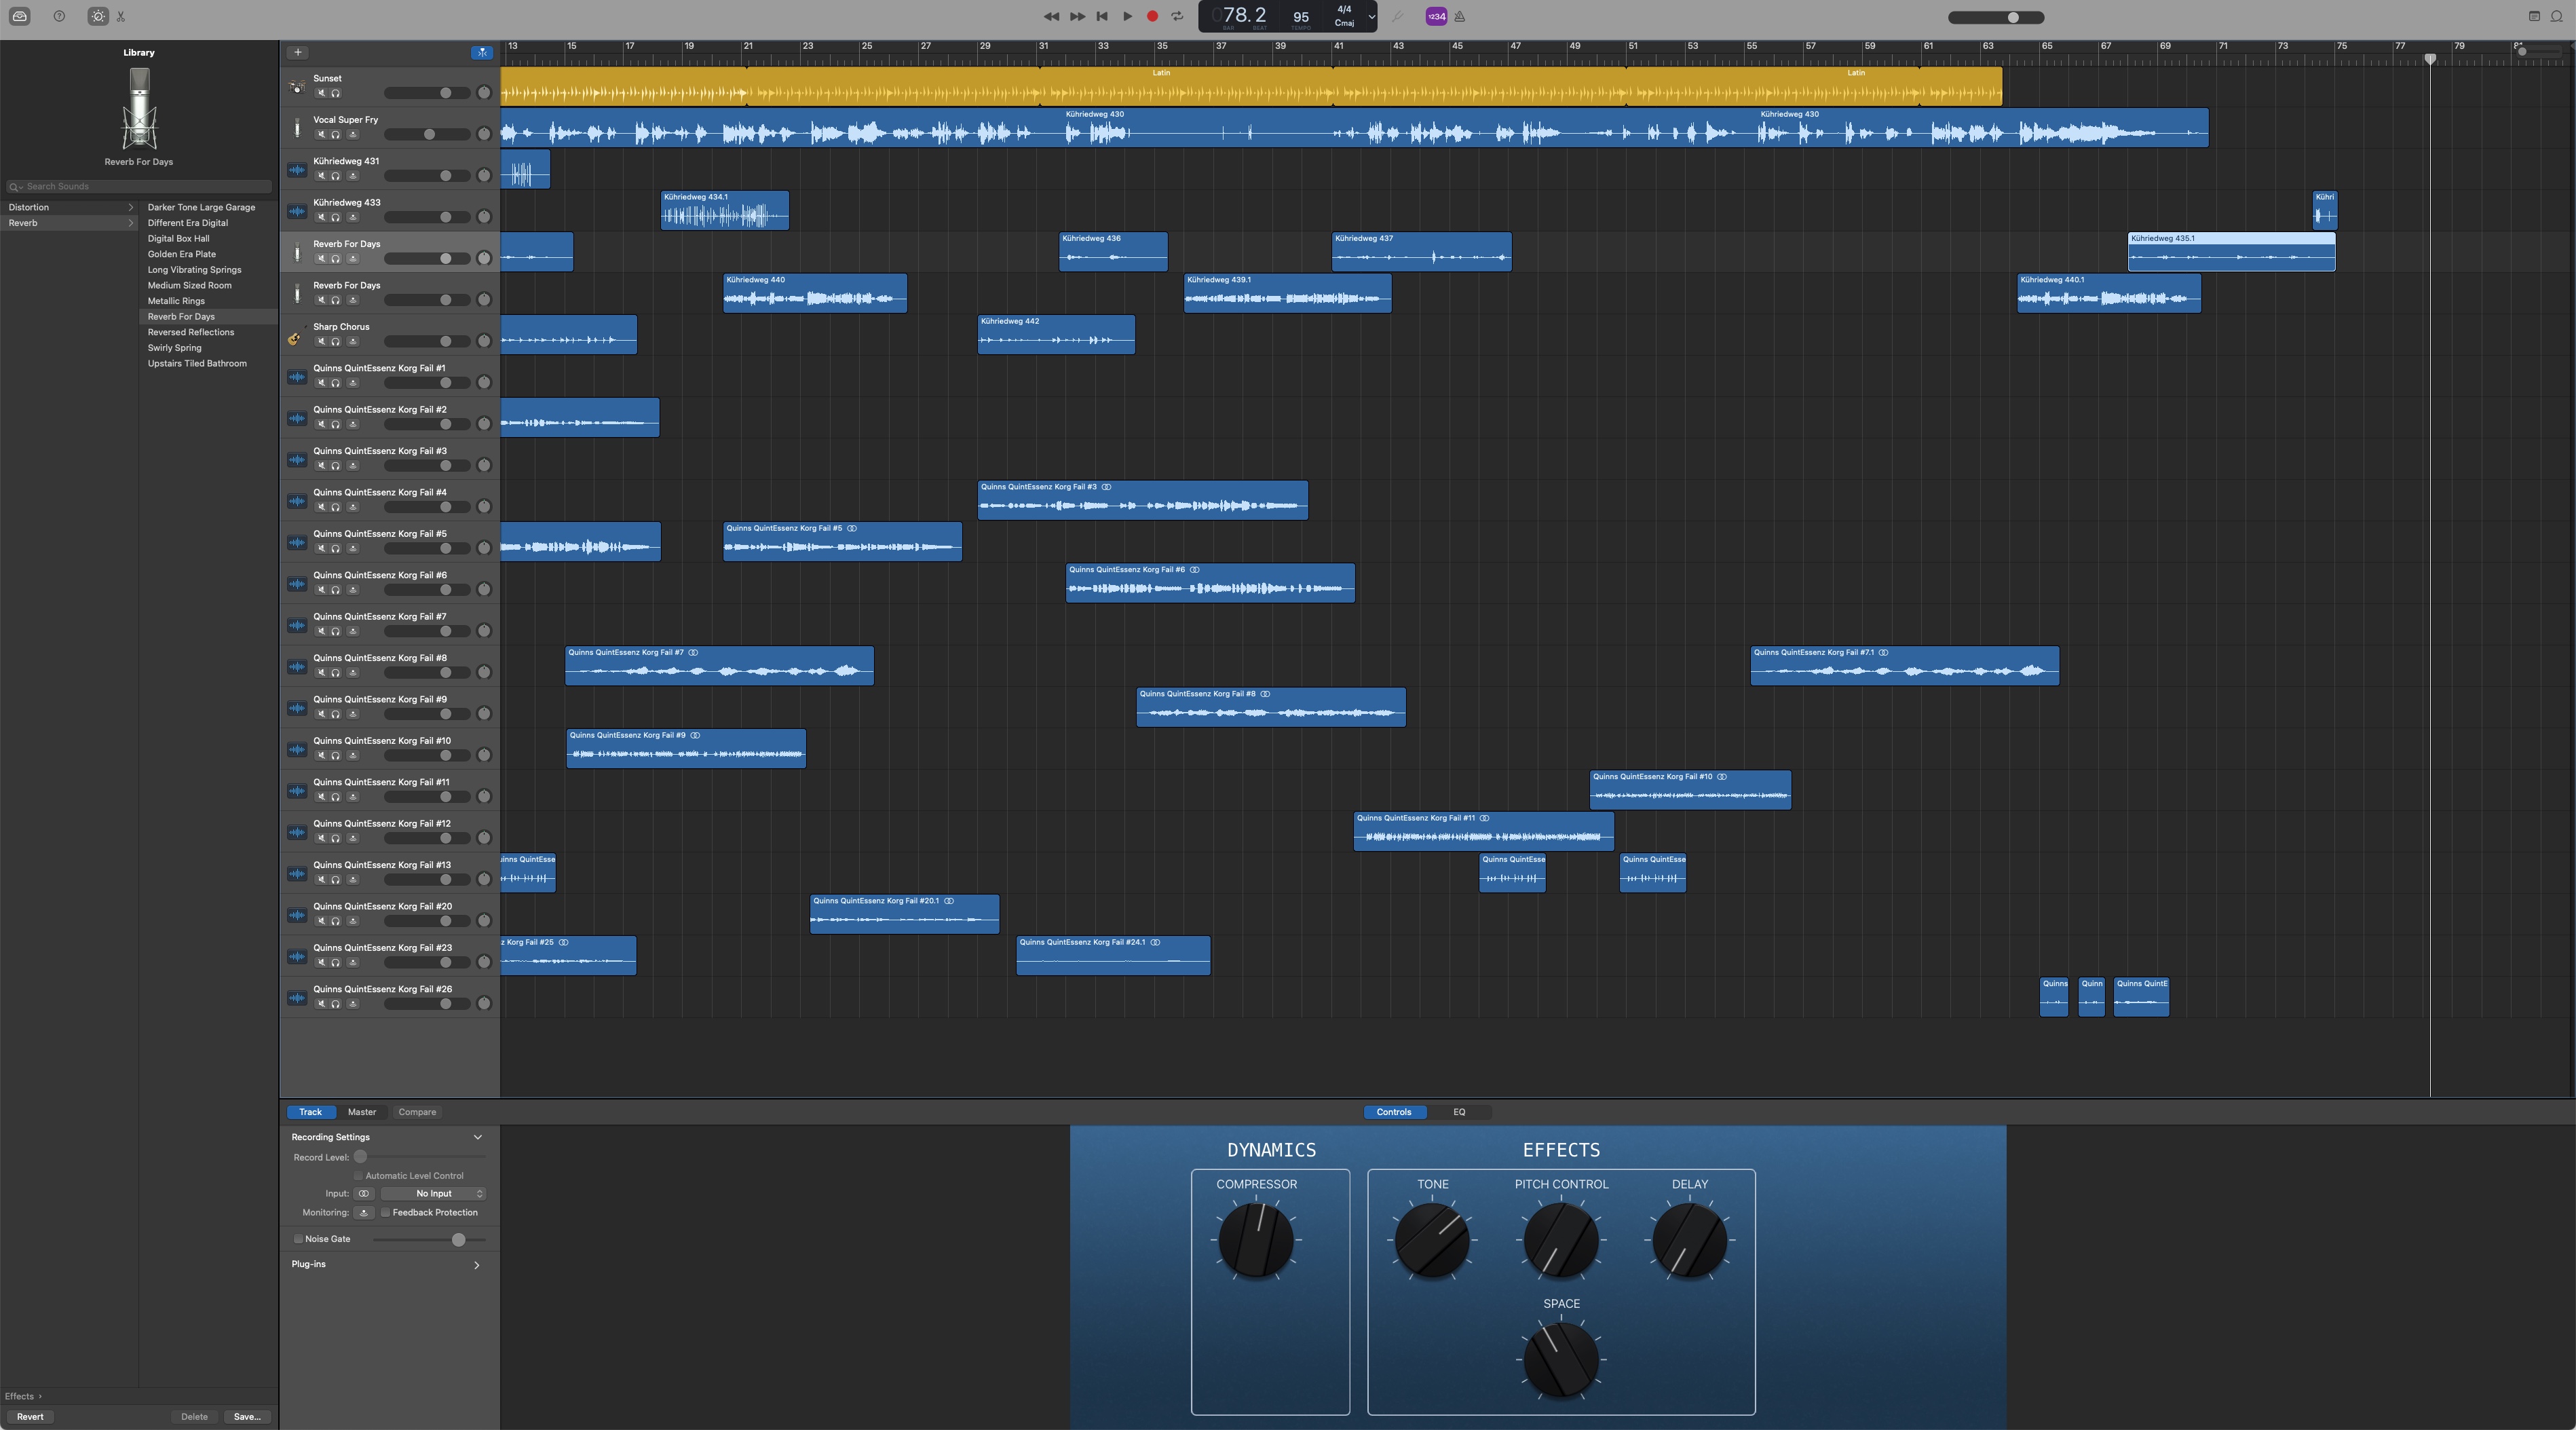 078.2
BAR
BEAT
95
TEMPO
4/4
Cmaj
1234
Library
Reverb For Days
Search Sounds
Distortion
Reverb
Darker Tone Large Garage
Different Era Digital
Digital Box Hall
Golden Era Plate
Long Vibrating Springs
Medium Sized Room
Metallic Rings
Reverb For Days
Reversed Reflections
Swirly Spring
Upstairs Tiled Bathroom
Effects
Revert
Delete
Save...
13 15 17 19 21 23 25 27 29 31 33 35 37 39 41 43 45 47 49 51 53 55 57 59 61 63 65 67 69 71 73 75 77 79
Sunset
Latin
Latin
Vocal Super Fry
Kühriedweg 430
Kühriedweg 430
Kühriedweg 431
Kühriedweg 433
Kühriedweg 434.1
Kühri
Reverb For Days
Kühriedweg 436
Kühriedweg 437
Kühriedweg 435.1
Reverb For Days
Kühriedweg 440
Kühriedweg 439.1
Kühriedweg 440.1
Sharp Chorus
Kühriedweg 442
Quinns QuintEssenz Korg Fail #1
Quinns QuintEssenz Korg Fail #2
Quinns QuintEssenz Korg Fail #3
Quinns QuintEssenz Korg Fail #4
Quinns QuintEssenz Korg Fail #3
Quinns QuintEssenz Korg Fail #5
Quinns QuintEssenz Korg Fail #5
Quinns QuintEssenz Korg Fail #6
Quinns QuintEssenz Korg Fail #6
Quinns QuintEssenz Korg Fail #7
Quinns QuintEssenz Korg Fail #8
Quinns QuintEssenz Korg Fail #7
Quinns QuintEssenz Korg Fail #7.1
Quinns QuintEssenz Korg Fail #9
Quinns QuintEssenz Korg Fail #8
Quinns QuintEssenz Korg Fail #10
Quinns QuintEssenz Korg Fail #9
Quinns QuintEssenz Korg Fail #11
Quinns QuintEssenz Korg Fail #10
Quinns QuintEssenz Korg Fail #12
Quinns QuintEssenz Korg Fail #11
Quinns QuintEssenz Korg Fail #13
inns QuintEsse
Quinns QuintEsse
Quinns QuintEsse
Quinns QuintEssenz Korg Fail #20
Quinns QuintEssenz Korg Fail #20.1
Quinns QuintEssenz Korg Fail #23
z Korg Fail #25
Quinns QuintEssenz Korg Fail #24.1
Quinns QuintEssenz Korg Fail #26
Quinns
Quinn
Quinns QuintE
Track
Master
Compare
Controls
EQ
Recording Settings
Record Level:
Automatic Level Control
Input:
No Input
Monitoring:
Feedback Protection
Noise Gate
Plug-ins
DYNAMICS
COMPRESSOR
EFFECTS
TONE
PITCH CONTROL
DELAY
SPACE